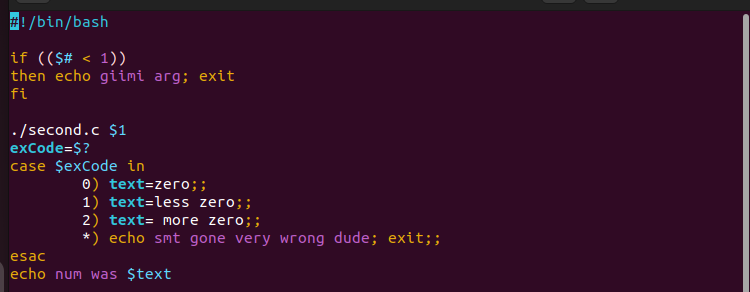 #!/bin/bash

if (($# < 1))
then echo giimi arg; exit
fi

./second.c $1
exCode=$?
case $exCode in
        0) text=zero;;
        1) text=less zero;;
        2) text= more zero;;
        *) echo smt gone very wrong dude; exit;;
esac
echo num was $text